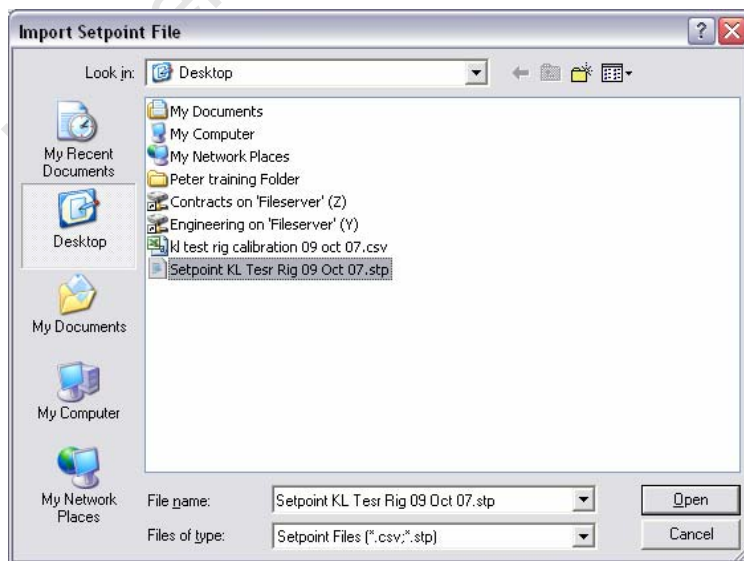 Import Setpoint File
Look in: Desktop
My Documents
My Computer
My Network Places
Peter training Folder
Contracts on 'Fileserver' (Z)
Engineering on 'Fileserver' (Y)
kl test rig calibration 09 oct 07.csv
Setpoint KL Tesr Rig 09 Oct 07.stp
My Recent
Documents
Desktop
My Documents
My Computer
My Network
Places
File name: Setpoint KL Tesr Rig 09 Oct 07.stp Open
Files of type: Setpoint Files (*.csv;*.stp) Cancel